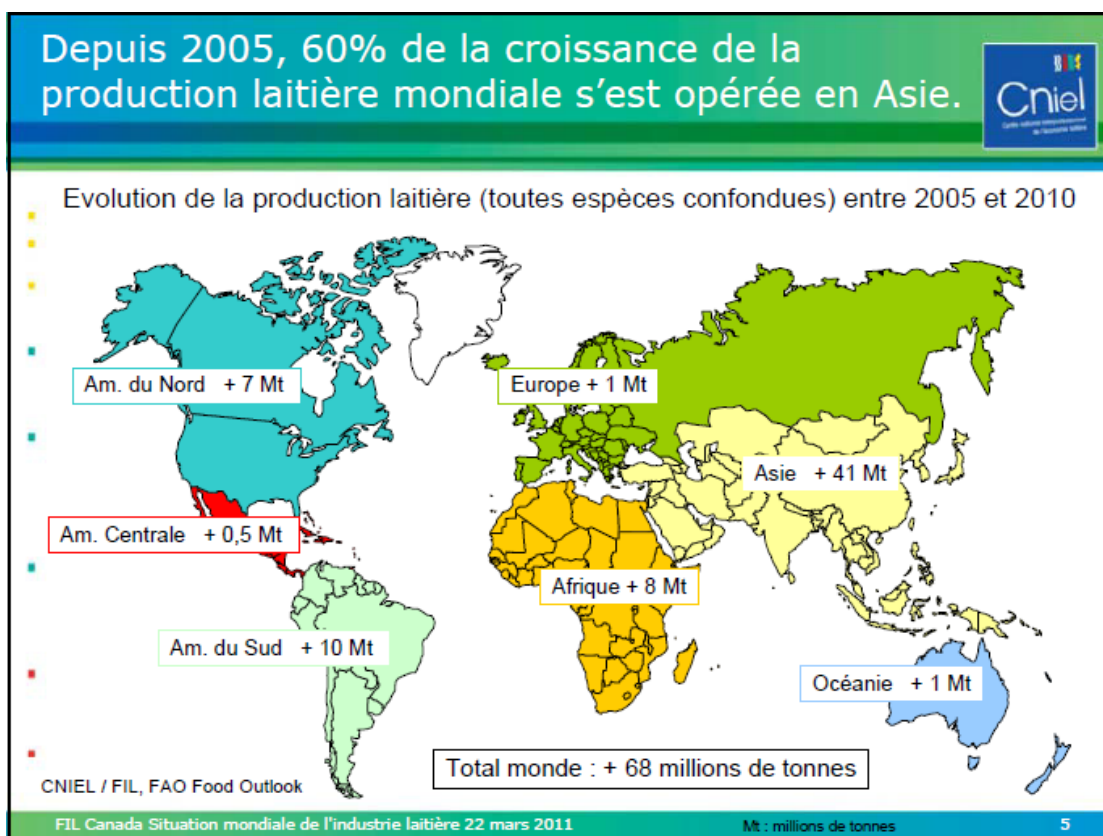 Depuis 2005, 60% de la croissance de la
production laitière mondiale s'est opérée en Asie.
Cniel
Evolution de la production laitière (toutes espèces confondues) entre 2005 et 2010
Am. du Nord + 7 Mt
Europe + 1 Mt
Asie + 41 Mt
Am. Centrale + 0,5 Mt
Afrique + 8 Mt
Am. du Sud + 10 Mt
Océanie + 1 Mt
Total monde : + 68 millions de tonnes
CNIEL / FIL, FAO Food Outlook
FIL Canada Situation mondiale de l'industrie laitière 22 mars 2011
Mt : millions de tonnes
5